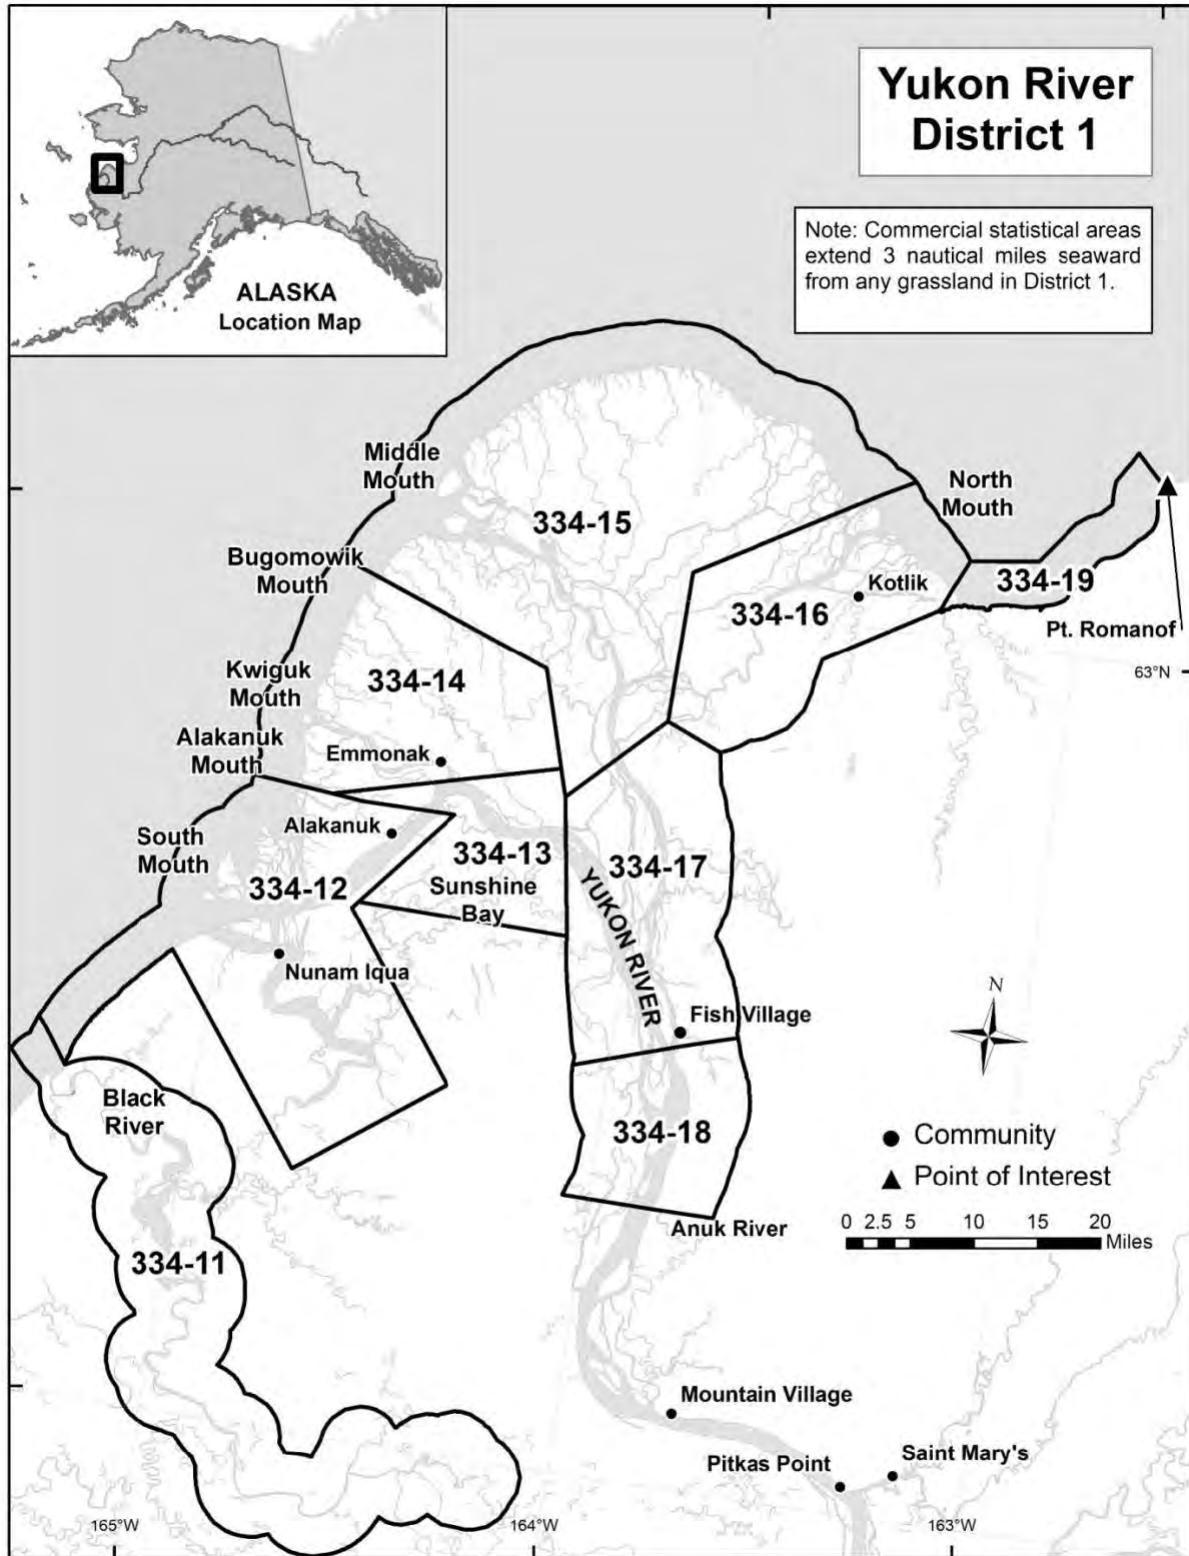 Yukon River
District 1
Note: Commercial statistical areas
extend 3 nautical miles seaward
from any grassland in District 1.
ALASKA
Location Map
Middle
Mouth
North
Mouth
334-15
Bugomowik
Mouth
Kotlik
334-19
334-16
Pt. Romanof
63°N
Kwiguk
Mouth
334-14
Alakanuk
Mouth
Emmonak
South
Mouth
Alakanuk
334-13
Sunshine
Bay
334-17
334-12
YUKON RIVER
Nunam Iqua
N
Fish Village
Black
River
334-18
Community
Point of Interest
Anuk River
0 2.5 5 10 15 20
Miles
334-11
Mountain Village
Pitkas Point
Saint Mary's
165°W
164°W
163°W